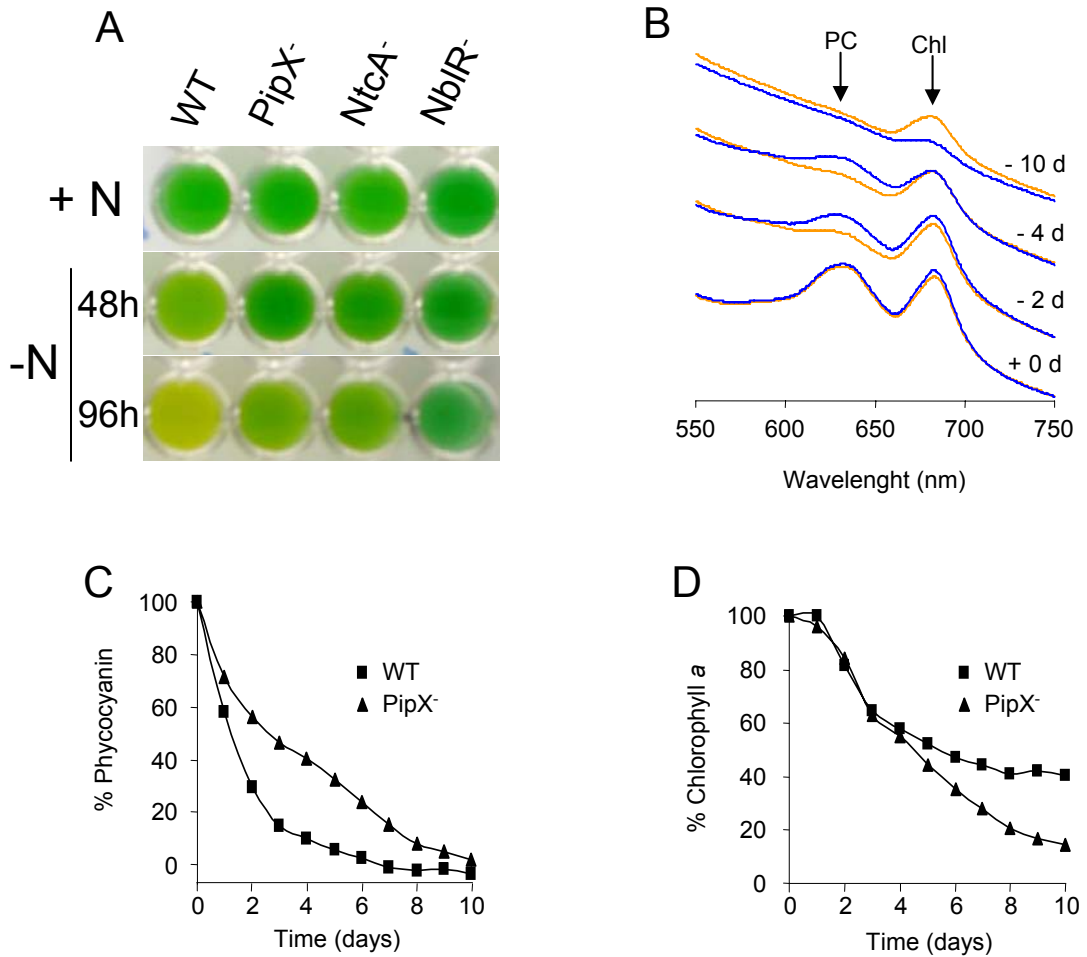 A
WT
PipX-
NtcA-
NblR-
+ N
-N
48h
96h
B
PC
Chl
- 10 d
- 4 d
- 2 d
+ 0 d
550
600
650
700
750
Wavelenght (nm)
C
% Phycocyanin
100
80
60
40
20
0
WT
PipX-
0
2
4
6
8
10
Time (days)
D
% Chlorophyll a
100
80
60
40
20
0
WT
PipX-
0
2
4
6
8
10
Time (days)